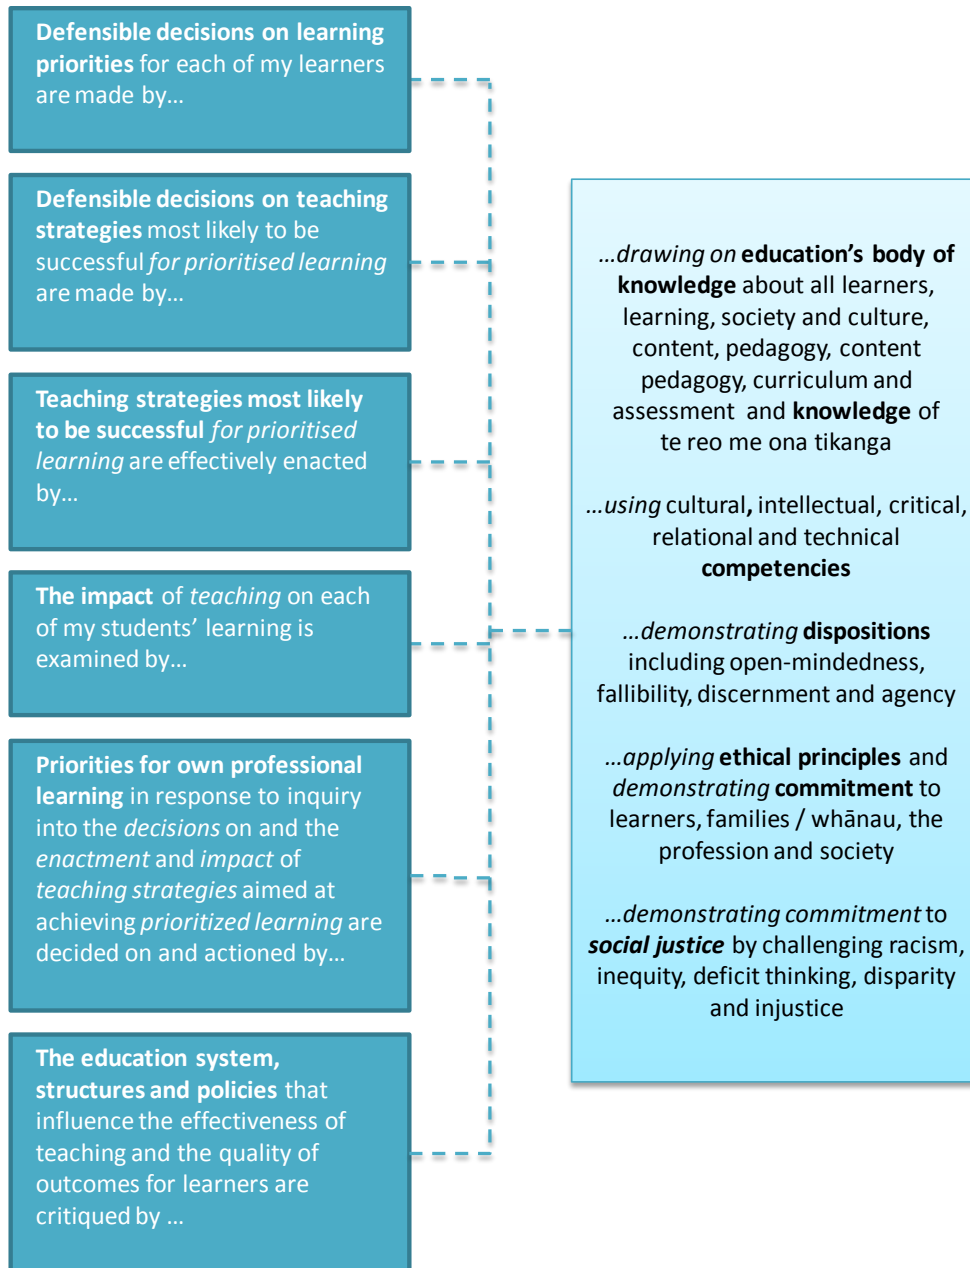 Defensible decisions on learning
priorities for each of my learners
are made by…
Defensible decisions on teaching
strategies most likely to be
successful for prioritised learning
are made by…
Teaching strategies most likely
to be successful for prioritised
learning are effectively enacted
by…
The impact of teaching on each
of my students’ learning is
examined by…
Priorities for own professional
learning in response to inquiry
into the decisions on and the
enactment and impact of
teaching strategies aimed at
achieving prioritized learning are
decided on and actioned by…
The education system,
structures and policies that
influence the effectiveness of
teaching and the quality of
outcomes for learners are
critiqued by …
…drawing on education’s body of
knowledge about all learners,
learning, society and culture,
content, pedagogy, content
pedagogy, curriculum and
assessment and knowledge of
te reo me ona tikanga
…using cultural, intellectual, critical,
relational and technical
competencies
…demonstrating dispositions
including open-mindedness,
fallibility, discernment and agency
…applying ethical principles and
demonstrating commitment to
learners, families / whānau, the
profession and society
…demonstrating commitment to
social justice by challenging racism,
inequity, deficit thinking, disparity
and injustice